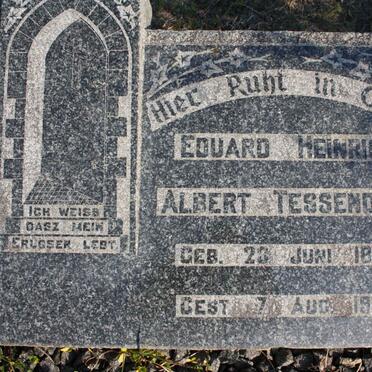 Hier Ruht in G
EDUARD HEINRI
ALBERT TESSEND
GEB. 28 JUNI 18
GEST 7 AUG 19
ICH WEISS
DASZ MEIN
ERLOSER LEBT